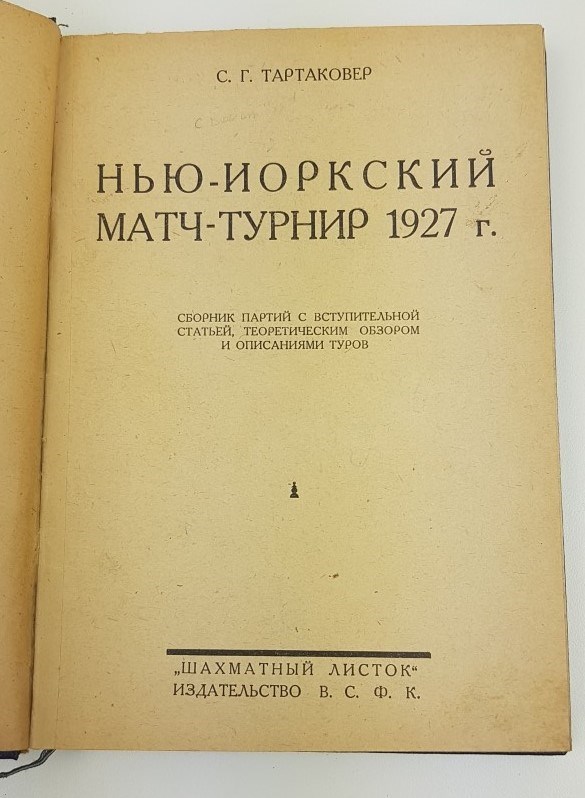 С. Г. ТАРТАКОВЕР
НЬЮ-ИОРКСКИЙ
МАТЧ-ТУРНИР 1927 г.
СБОРНИК ПАРТИЙ С ВСТУПИТЕЛЬНОЙ
СТАТЬЕЙ, ТЕОРЕТИЧЕСКИМ ОБЗОРОМ
И ОПИСАНИЯМИ ТУРОВ
„ШАХМАТНЫЙ ЛИСТОК“
ИЗДАТЕЛЬСТВО В. С. Ф. К.